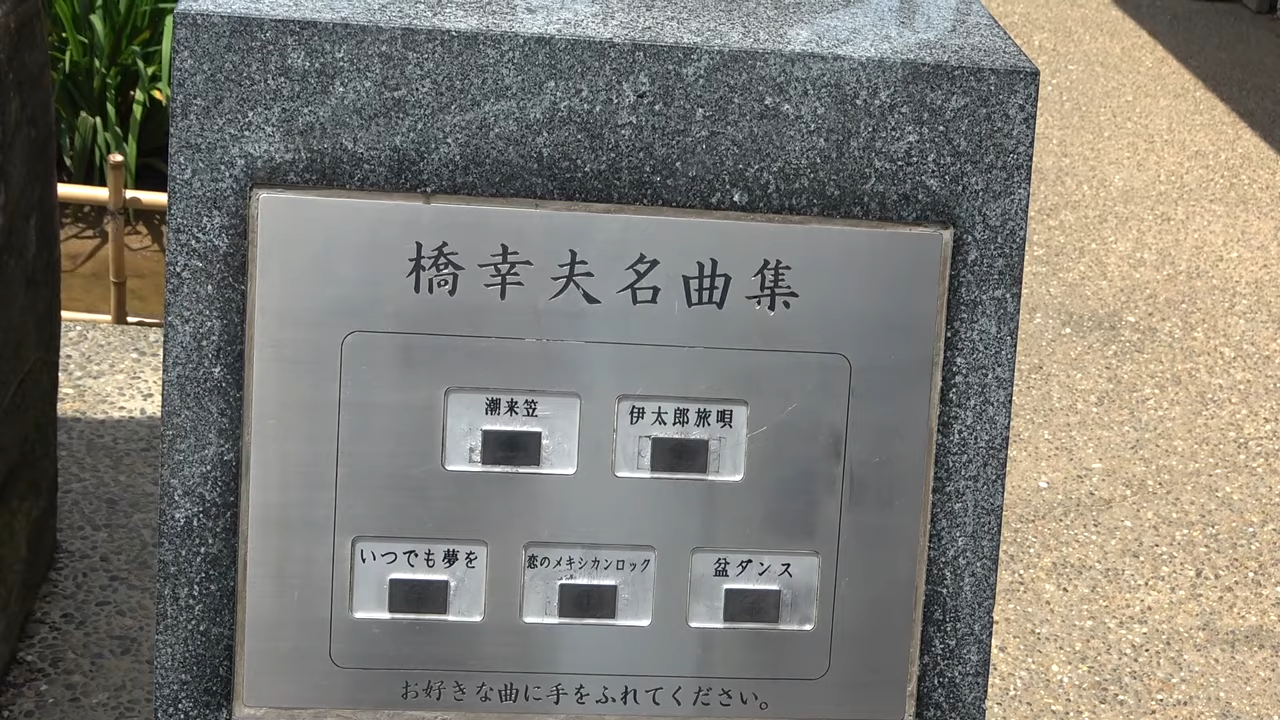 橋幸夫名曲集
潮来笠
伊太郎旅唄
いつでも夢を
恋のメキシカンロック
盆ダンス
お好きな曲に手をふれてください。